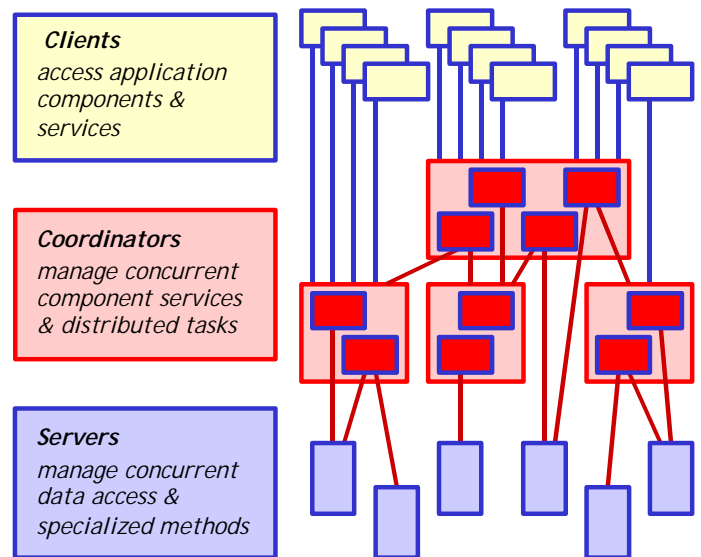 Clients
access application
components &
services
Coordinators
manage concurrent
component services
& distributed tasks
Servers
manage concurrent
data access &
specialized methods